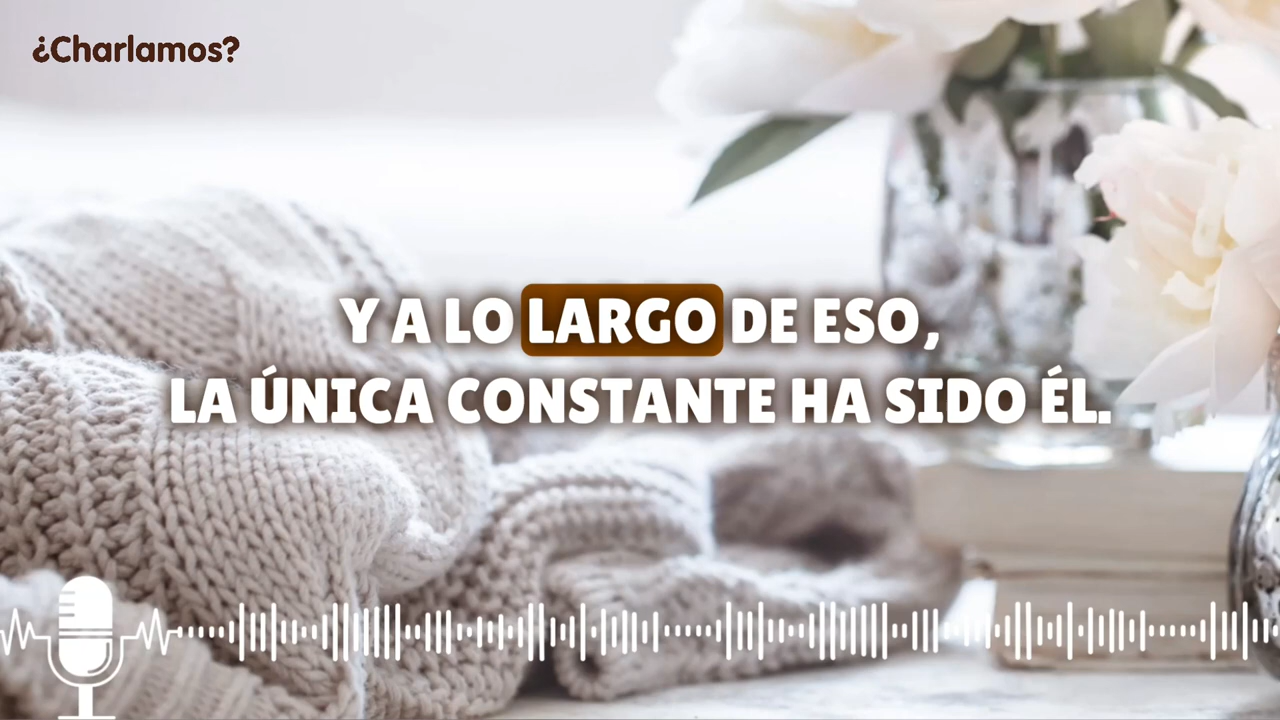 ¿Charlamos?
Y A LO LARGO DE ESO,
LA ÚNICA CONSTANTE HA SIDO ÉL.